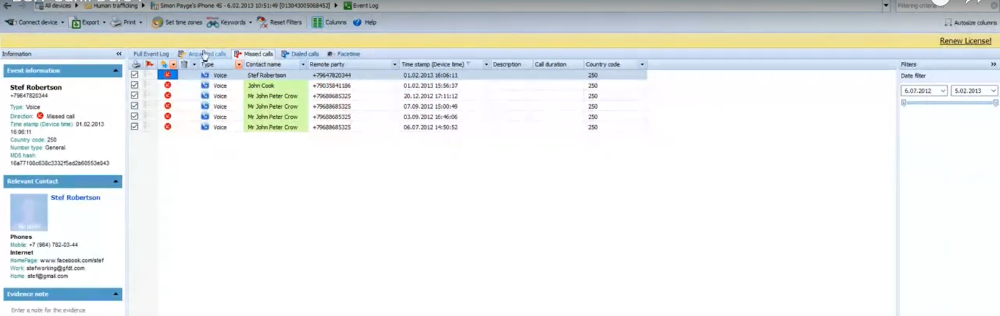 All devices Human trafficking Simon Payge's iPhone 4S - 6.02.2013 10:51:49 [013043005068452] Event Log
Filtering criteria
Connect device Export Print Set time zones Keywords Reset Filters Columns Help
Autosize columns
Renew License!
Information «
Full Event Log calls Missed calls Dialed calls Facetime
Type Contact name Remote party Time stamp (Device time) Description Call duration Country code
Filters »
Event information
Stef Robertson
+79647820344
Type: Voice
Direction: Missed call
Time stamp (Device time): 01.02.2013
16:06:11
Country code: 250
Number type: General
MD5 hash:
16a77108c638c3332f5ed2b60553e043
Voice Stef Robertson +79647820344 01.02.2013 16:06:11 250
Voice John Cook +79035841186 01.02.2013 15:56:37 250
Voice Mr John Peter Crow +79688685325 20.12.2012 17:11:12 250
Voice Mr John Peter Crow +79688685325 07.09.2012 15:00:49 250
Voice Mr John Peter Crow +79688685325 03.09.2012 16:46:06 250
Voice Mr John Peter Crow +79688685325 06.07.2012 14:50:52 250
Date filter
6.07.2012 5.02.2013
Relevant Contact
Stef Robertson
Phones
Mobile: +7 (964) 782-03-44
Internet
HomePage: www.facebook.com/stef
Work: stefworking@gfdt.com
Home: stef@gmail.com
Evidence note
Enter a note for the evidence